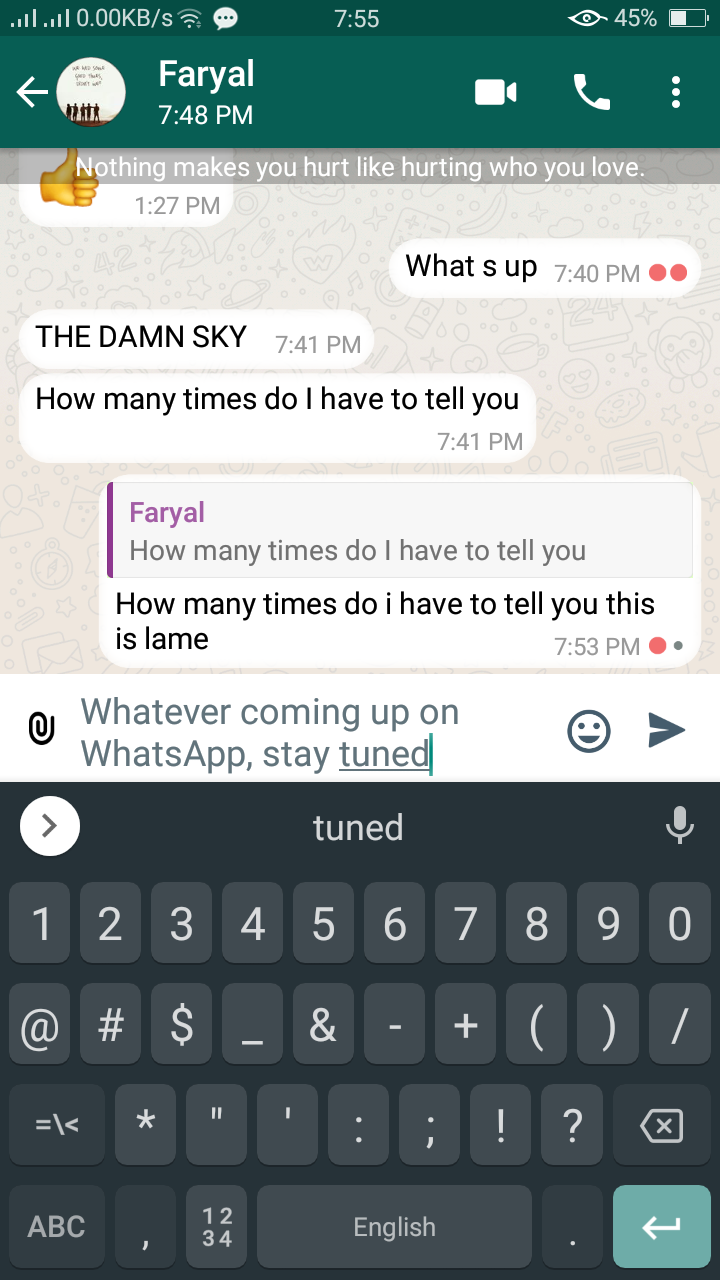 0.00KB/s 7:55 45%
Faryal
7:48 PM
Nothing makes you hurt like hurting who you love.
1:27 PM
What s up 7:40 PM
THE DAMN SKY 7:41 PM
How many times do I have to tell you
7:41 PM
Faryal
How many times do I have to tell you
How many times do i have to tell you this
is lame 7:53 PM
Whatever coming up on
WhatsApp, stay tuned
tuned
1 2 3 4 5 6 7 8 9 0
@ # $ _ & - + ( ) /
=\< * " ' : ; ! ?
ABC , 1 2 3 4 English .